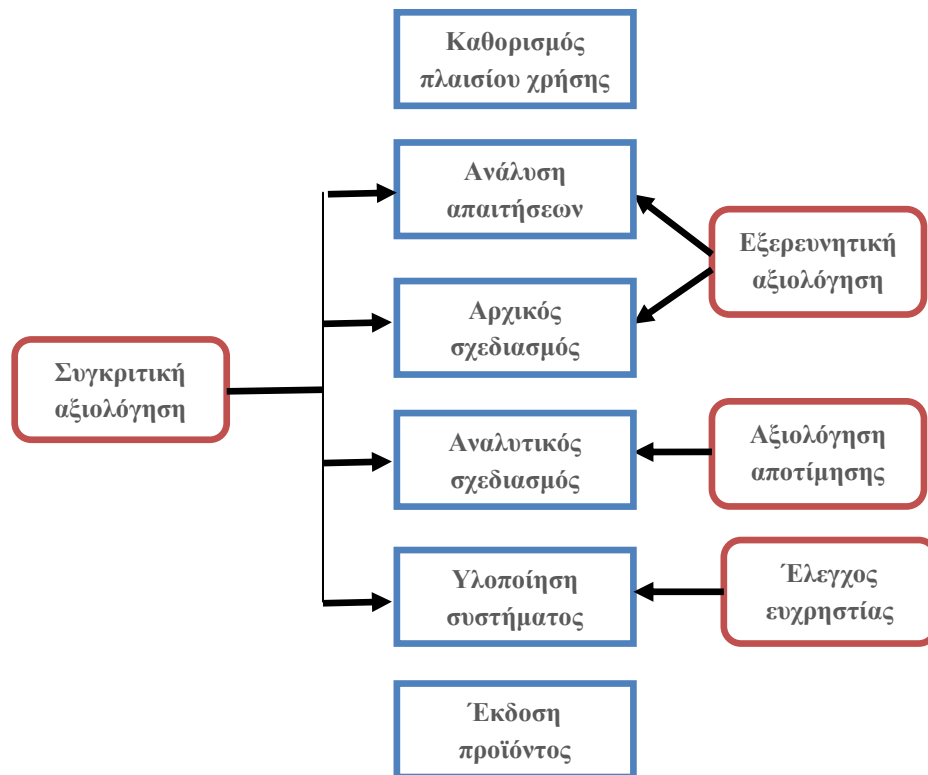 Καθορισμός
πλαισίου χρήσης
Ανάλυση
απαιτήσεων
Εξερευνητική
αξιολόγηση
Αρχικός
σχεδιασμός
Συγκριτική
αξιολόγηση
Αναλυτικός
σχεδιασμός
Αξιολόγηση
αποτίμησης
Υλοποίηση
συστήματος
Έλεγχος
ευχρηστίας
Έκδοση
προϊόντος